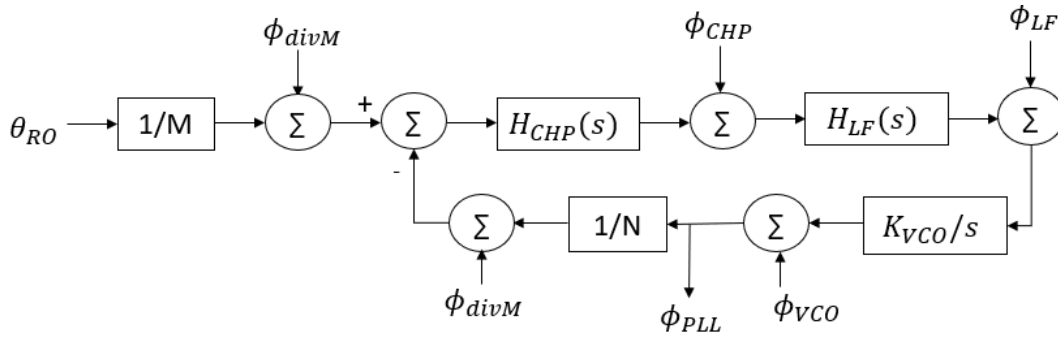 ϕ_divM
ϕ_CHP
ϕ_LF
θ_RO
1/M
Σ
+
Σ
H_CHP(s)
Σ
H_LF(s)
Σ
-
Σ
1/N
Σ
K_VCO/s
ϕ_divM
ϕ_PLL
ϕ_VCO